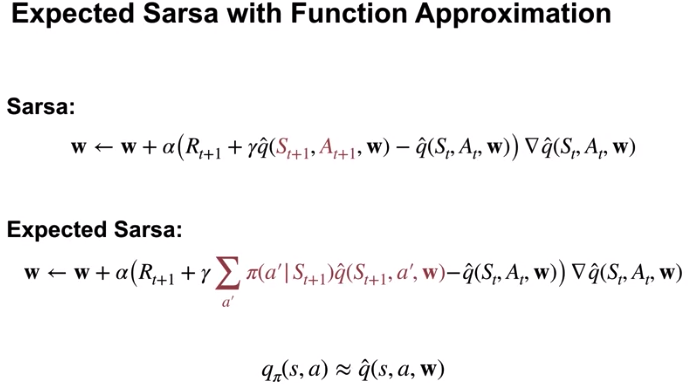 Expected Sarsa with Function Approximation
Sarsa:
w ← w + α(R_{t+1} + γq̂(S_{t+1}, A_{t+1}, w) − q̂(S_t, A_t, w)) ∇q̂(S_t, A_t, w)
Expected Sarsa:
w ← w + α(R_{t+1} + γ ∑_{a′} π(a′|S_{t+1})q̂(S_{t+1}, a′, w)−q̂(S_t, A_t, w)) ∇q̂(S_t, A_t, w)
q_π(s, a) ≈ q̂(s, a, w)